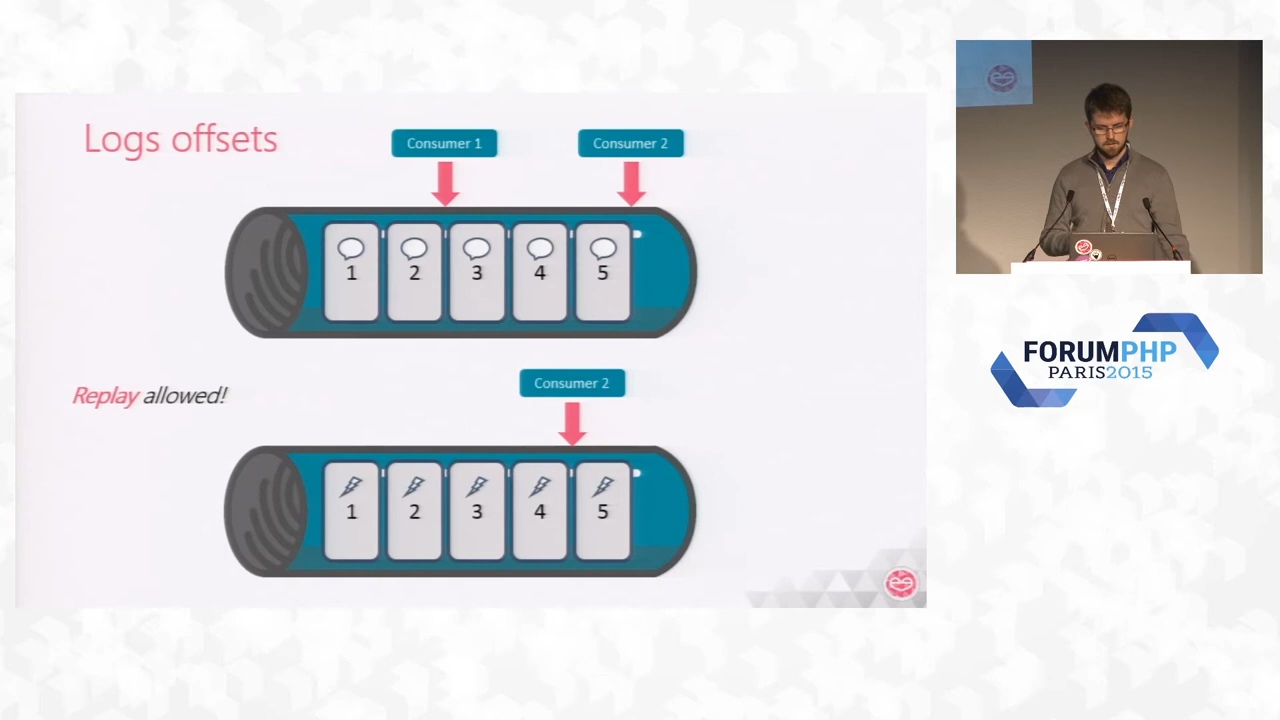 Logs offsets
Consumer 1
Consumer 2
1
2
3
4
5
Consumer 2
Replay allowed!
1
2
3
4
5
FORUMPHP
PARIS2015